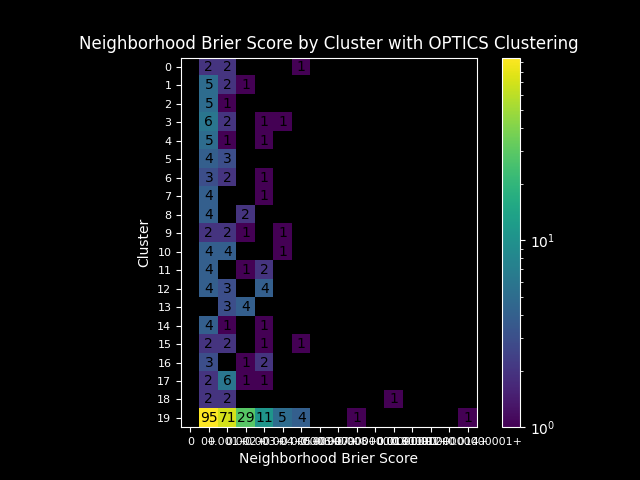 Neighborhood Brier Score by Cluster with OPTICS Clustering
0 2 2 1
1 5 2 1
2 5 1
3 6 2 1 1
4 5 1 1
5 4 3
6 3 2 1
7 4 1
8 4 2
9 2 2 1 1
10 4 4 1
11 4 1 2
12 4 3 4
13 3 4
14 4 1 1
15 2 2 1 1
16 3 1 2
17 2 6 1 1
18 2 2 1
19 95 71 29 11 5 4 1 1
Cluster
0
Neighborhood Brier Score
10¹
10⁰